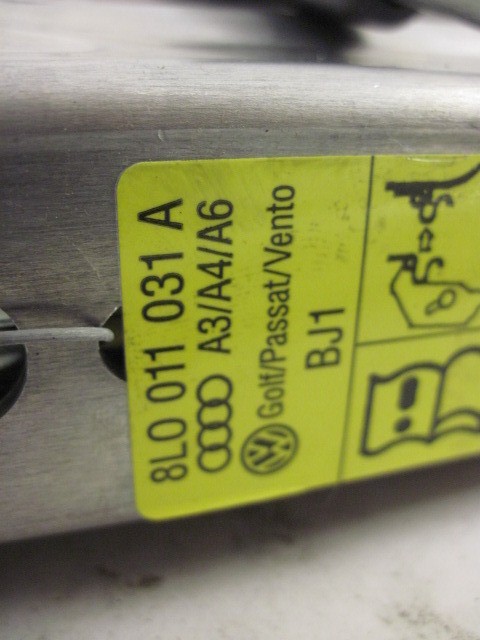 8L0 011 031 A
A3/A4/A6
Golf/Passat/Vento
BJ1